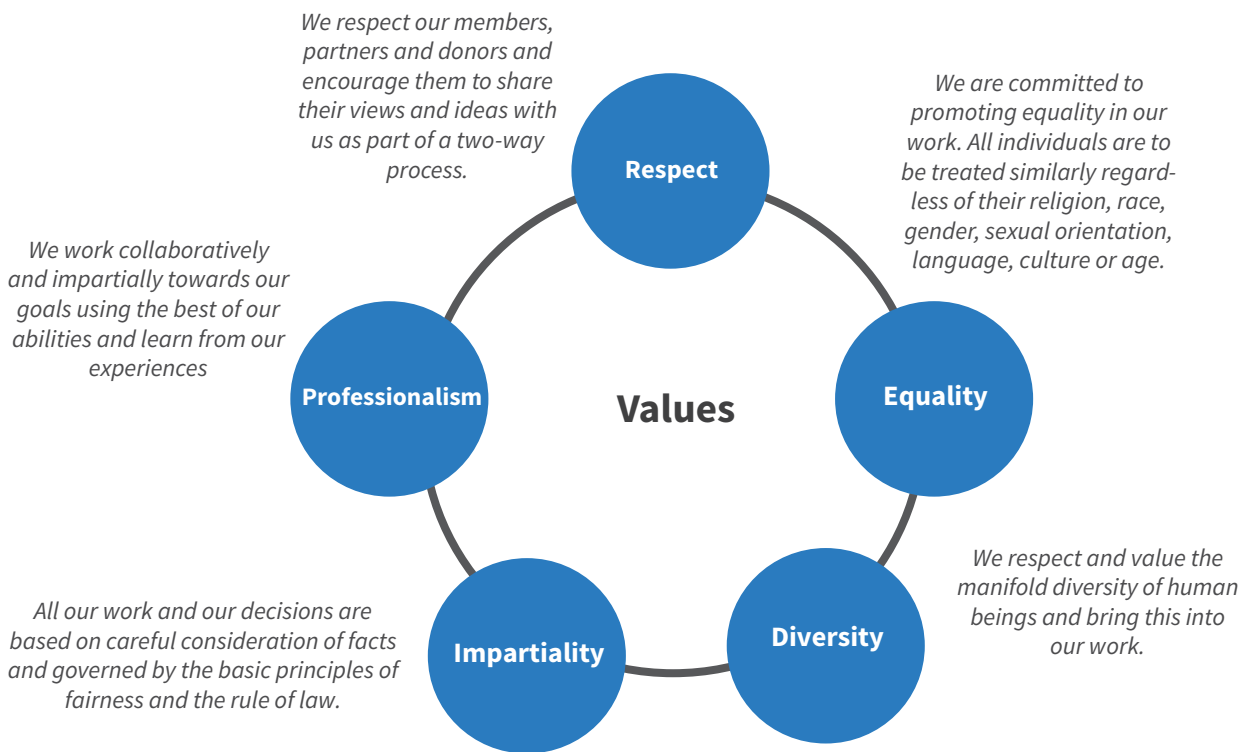 We respect our members,
partners and donors and
encourage them to share
their views and ideas with
us as part of a two-way
process.
Respect
We are committed to
promoting equality in our
work. All individuals are to
be treated similarly regard-
less of their religion, race,
gender, sexual orientation,
language, culture or age.
Equality
We respect and value the
manifold diversity of human
beings and bring this into
our work.
Diversity
All our work and our decisions are
based on careful consideration of facts
and governed by the basic principles of
fairness and the rule of law.
Impartiality
We work collaboratively
and impartially towards our
goals using the best of our
abilities and learn from our
experiences
Professionalism
Values